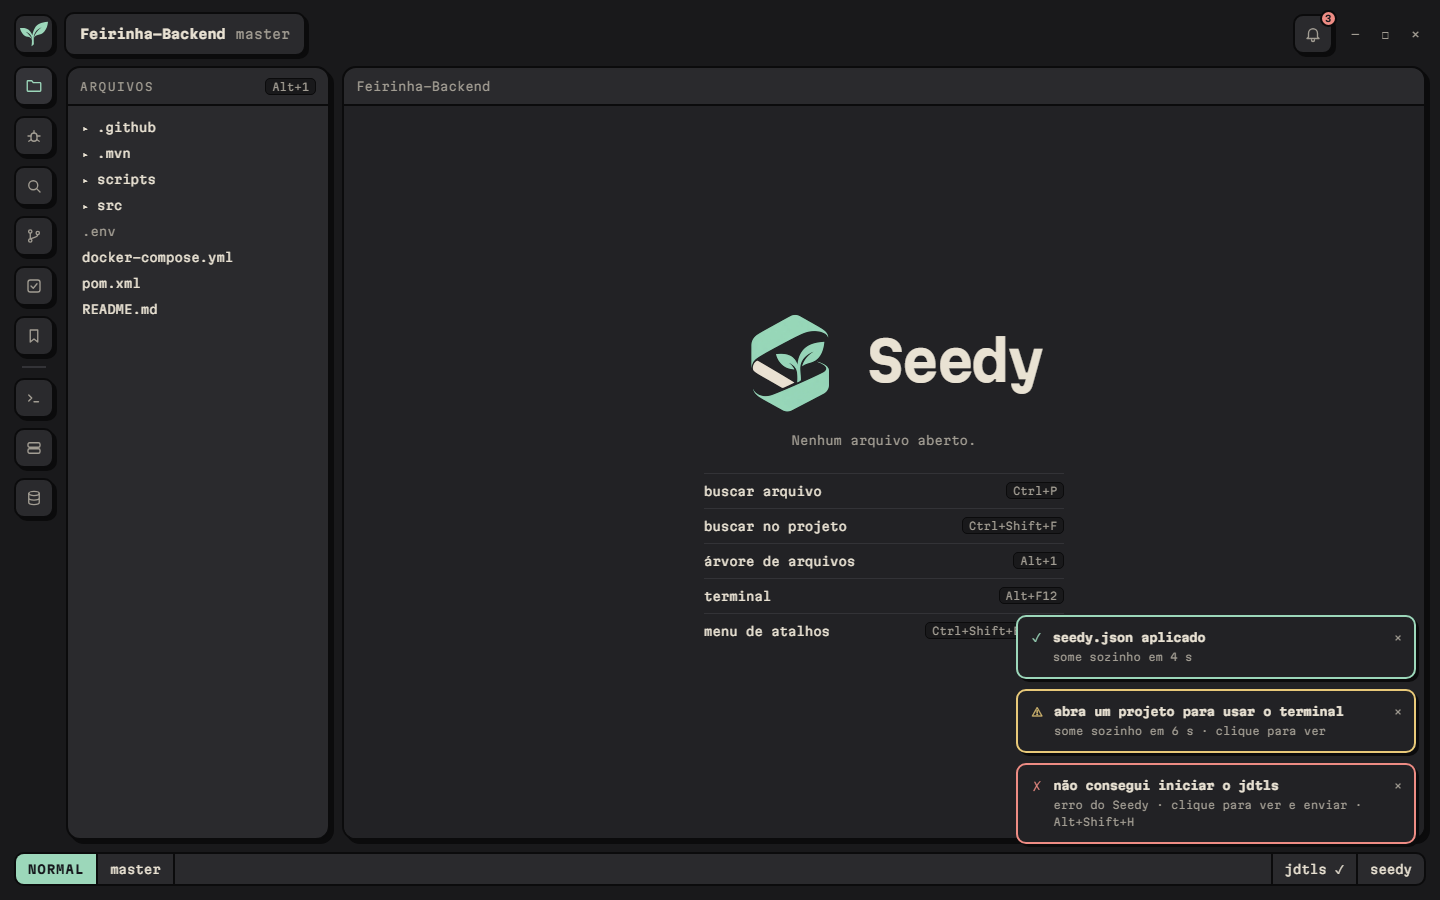 Feirinha-Backend master
3
ARQUIVOS Alt+1
Feirinha-Backend
▸ .github
▸ .mvn
▸ scripts
▸ src
.env
docker-compose.yml
pom.xml
README.md
Seedy
Nenhum arquivo aberto.
buscar arquivo Ctrl+P
buscar no projeto Ctrl+Shift+F
árvore de arquivos Alt+1
terminal Alt+F12
menu de atalhos Ctrl+Shift+
✓ seedy.json aplicado ×
some sozinho em 4 s
⚠ abra um projeto para usar o terminal ×
some sozinho em 6 s · clique para ver
✗ não consegui iniciar o jdtls ×
erro do Seedy · clique para ver e enviar ·
Alt+Shift+H
NORMAL master jdtls ✓ seedy